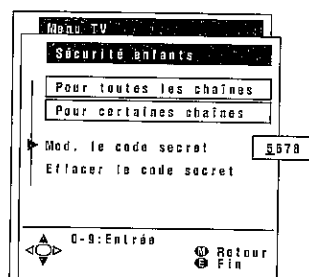 Menu TV
Sécurité enfants
Pour toutes les chaînes
Pour certaines chaînes
Mod. le code secret
5678
Effacer le code secret
0-9:Entrée
M Retour
E Fin